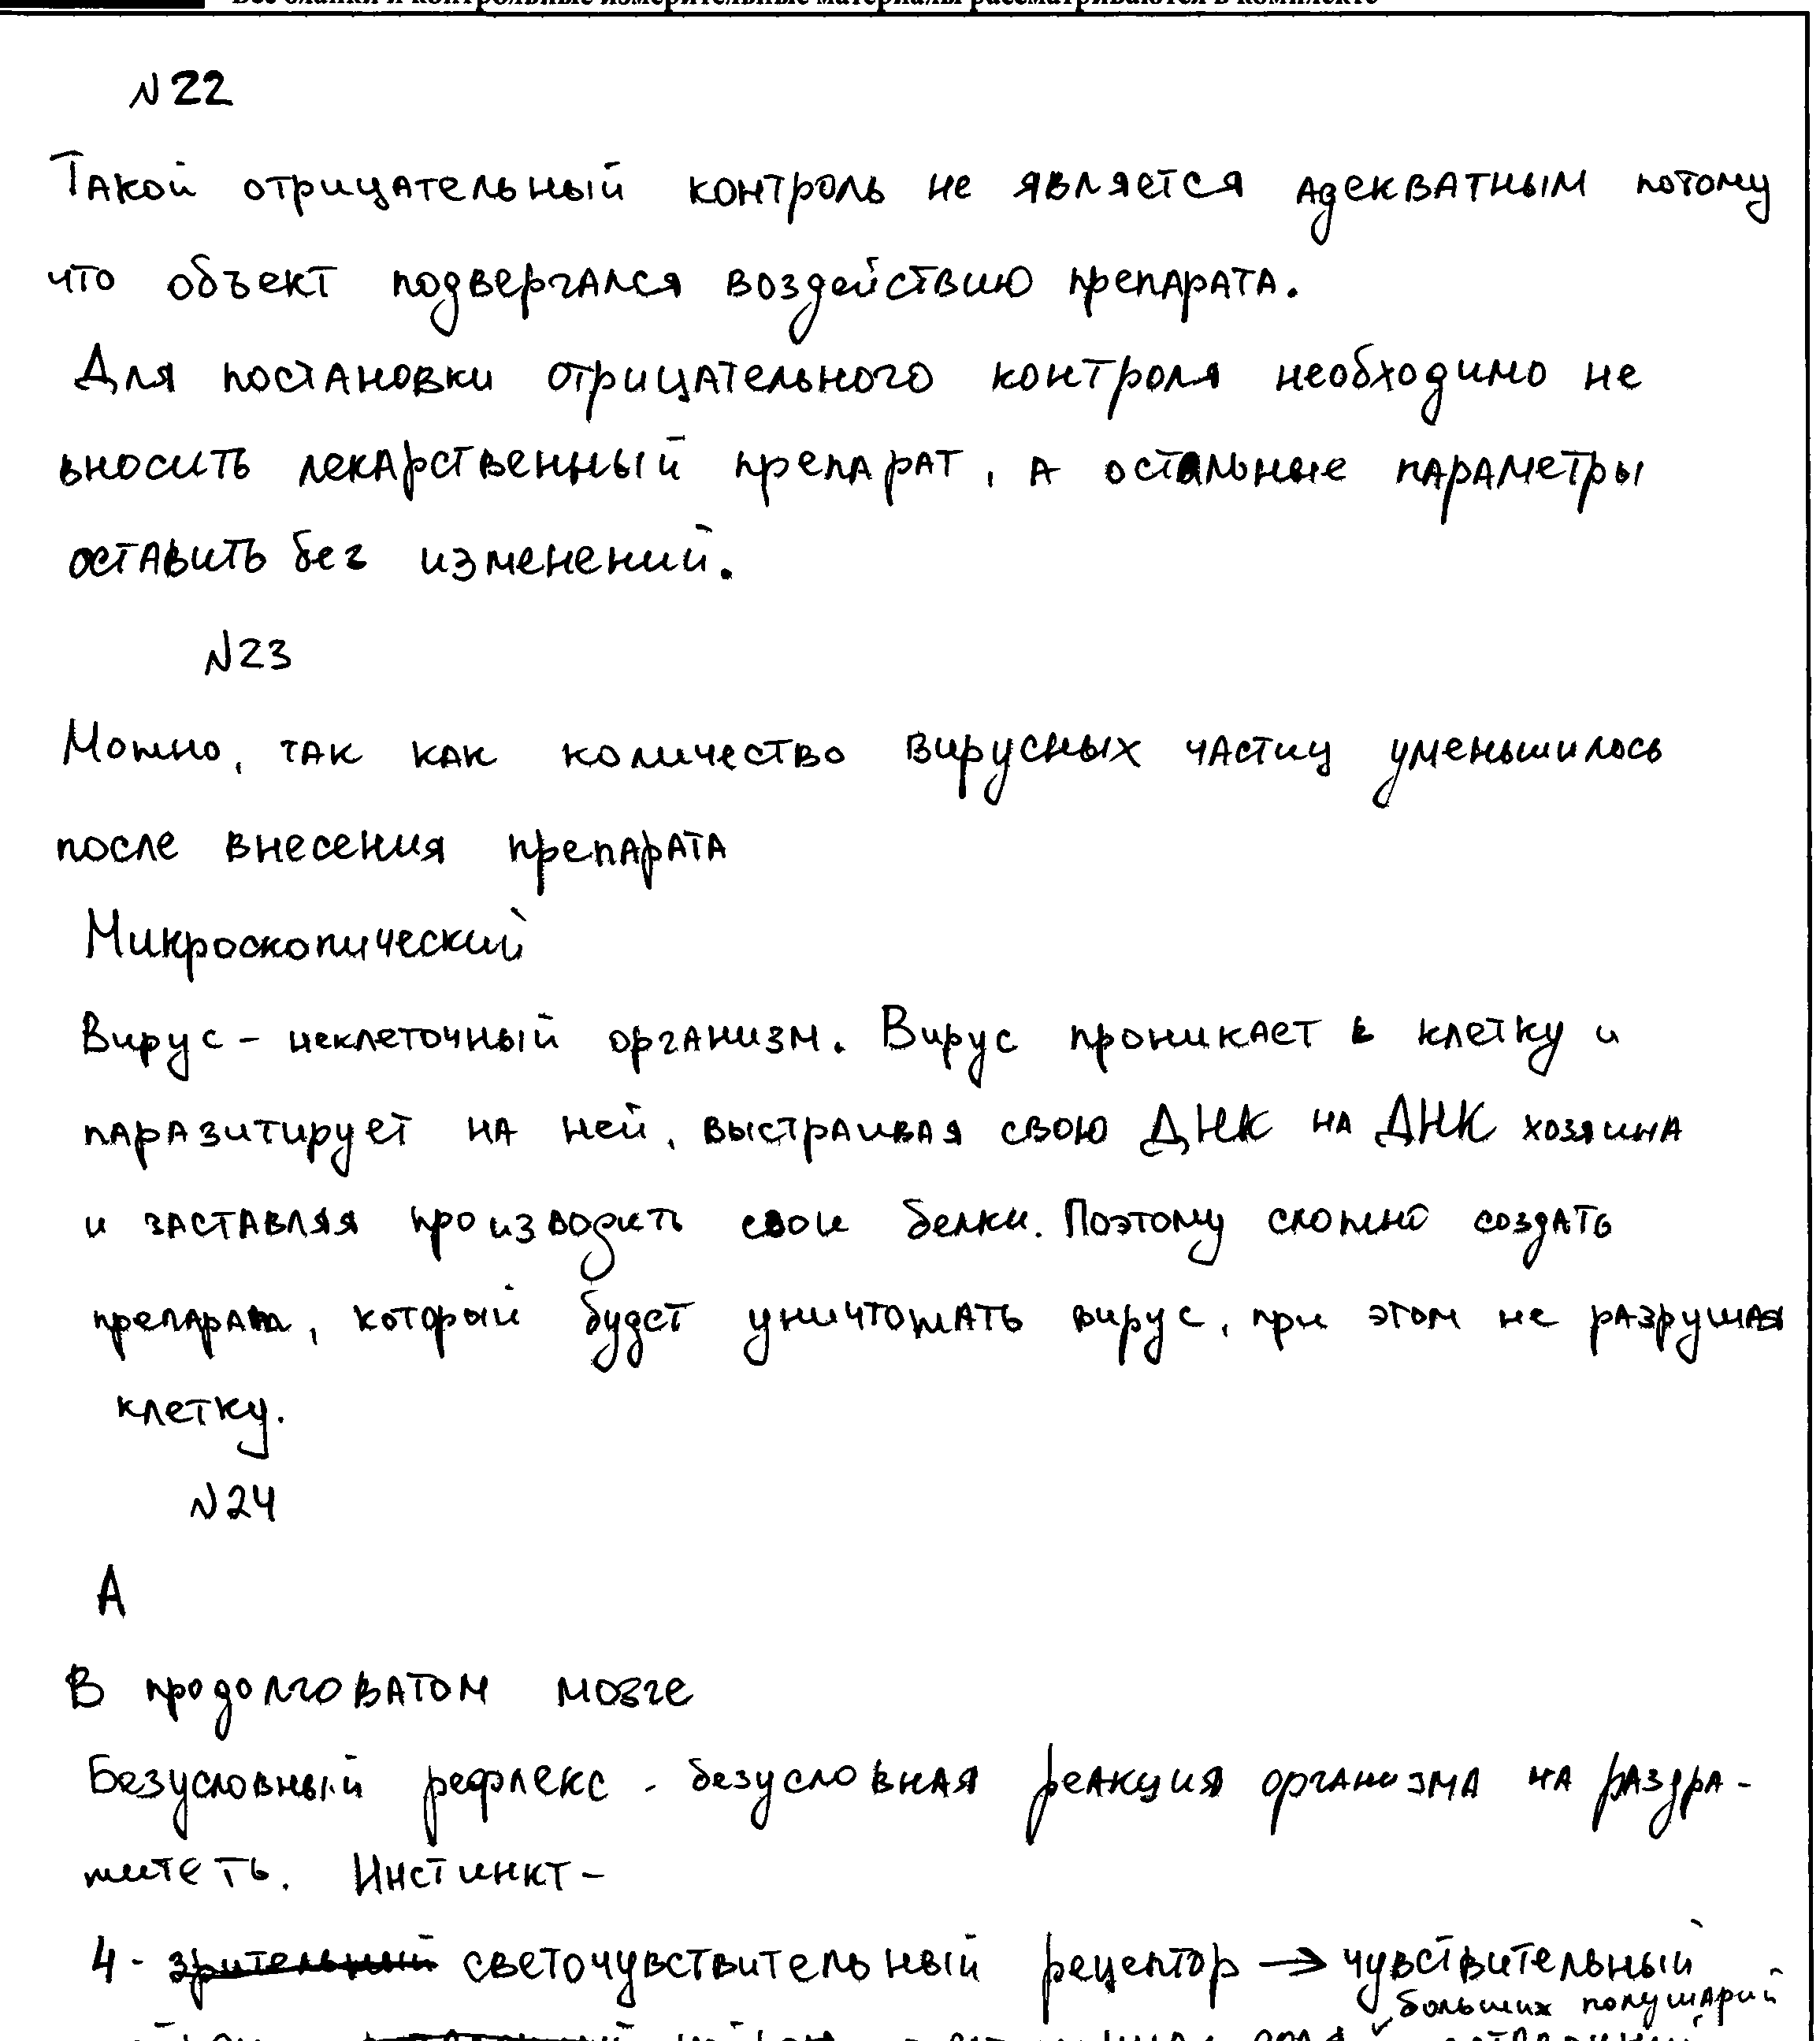 Все бланки и контрольные измерительные материалы рассматриваются в комплекте
N22
Такой отрицательный контроль не является адекватным потому
что объект подвергался воздействию препарата.
Для постановки отрицательного контроля необходимо не
вносить лекарственный препарат, а остальные параметры
оставить без изменений.
N23
Можно, так как количество вирусных частиц уменьшилось
после внесения препарата
Микроскопический
Вирус - неклеточный организм. Вирус проникает в клетку и
паразитирует на ней, выстраивая свою ДНК на ДНК хозяина
и заставляя производить свои белки. Поэтому сложно создать
препарат, который будет уничтожать вирус, при этом не разрушая
клетку.
N24
А
В продолговатом мозге
Безусловный рефлекс - безусловная реакция организма на раздра-
житеть. Инстинкт-
4 - зрительный светочувствительный рецептор → чувствительный
больших полушарий